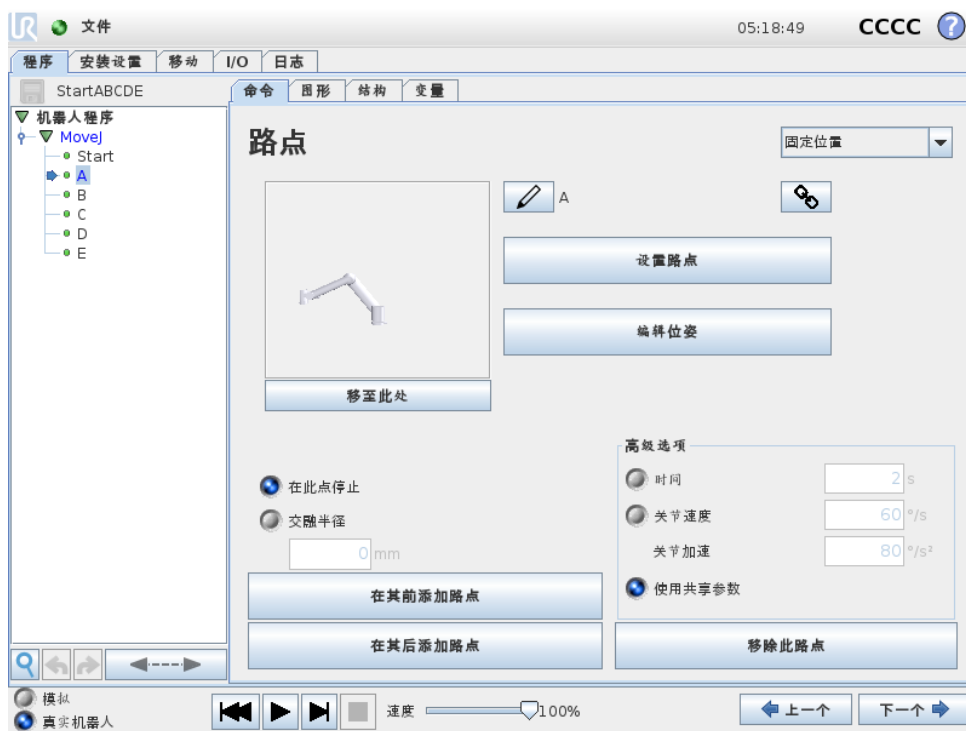 UR 文件 05:18:49 CCCC ?
程序 安装设置 移动 I/O 日志
StartABCDE
命令 图形 结构 变量
机器人程序
MoveJ
Start
A
B
C
D
E
路点
固定位置
A
设置路点
编辑位姿
移至此处
在此点停止
交融半径
0 mm
高级选项
时间 2 s
关节速度 60 °/s
关节加速 80 °/s²
使用共享参数
在其前添加路点
在其后添加路点
移除此路点
模拟
真实机器人
速度 100%
上一个
下一个